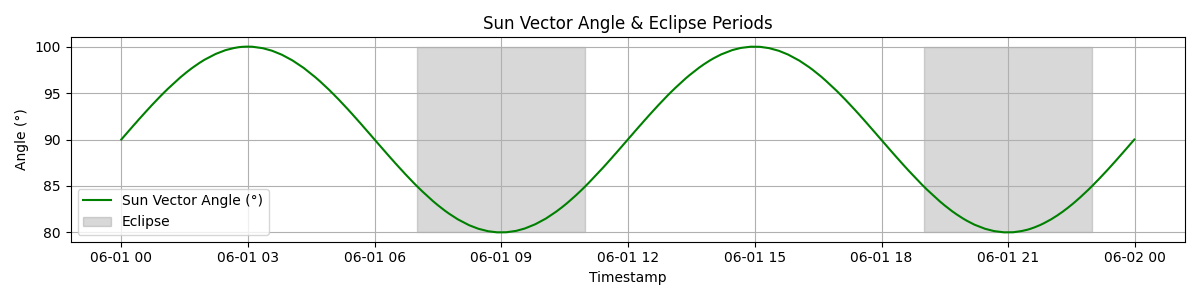 Sun Vector Angle & Eclipse Periods
Angle (°)
100
95
90
85
80
Sun Vector Angle (°)
Eclipse
06-01 00 06-01 03 06-01 06 06-01 09 06-01 12 06-01 15 06-01 18 06-01 21 06-02 00
Timestamp